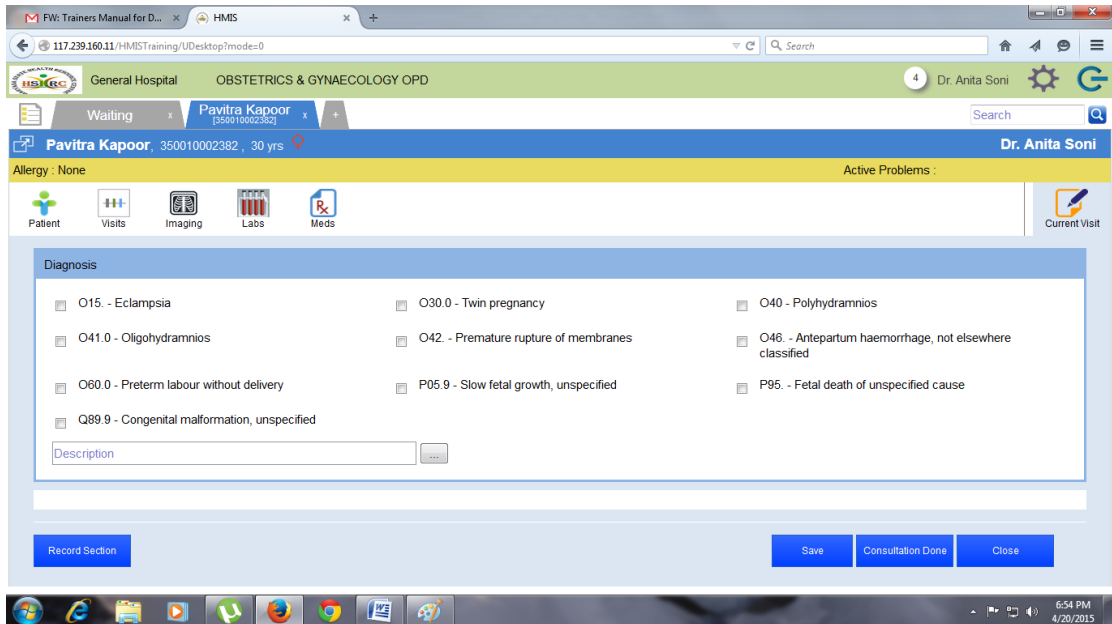 FW: Trainers Manual for D... x
HMIS x +
117.239.160.11/HMISTraining/UDesktop?mode=0
Search
HSHRC
General Hospital
OBSTETRICS & GYNAECOLOGY OPD
4 Dr. Anita Soni
Waiting x
Pavitra Kapoor x
[350010002382]
+
Search
Pavitra Kapoor, 350010002382 , 30 yrs
Dr. Anita Soni
Allergy : None
Active Problems :
Patient
Visits
Imaging
Labs
Rx
Meds
Current Visit
Diagnosis
O15. - Eclampsia
O30.0 - Twin pregnancy
O40 - Polyhydramnios
O41.0 - Oligohydramnios
O42. - Premature rupture of membranes
O46. - Antepartum haemorrhage, not elsewhere
classified
O60.0 - Preterm labour without delivery
P05.9 - Slow fetal growth, unspecified
P95. - Fetal death of unspecified cause
Q89.9 - Congenital malformation, unspecified
Description
...
Record Section
Save
Consultation Done
Close
6:54 PM
4/20/2015